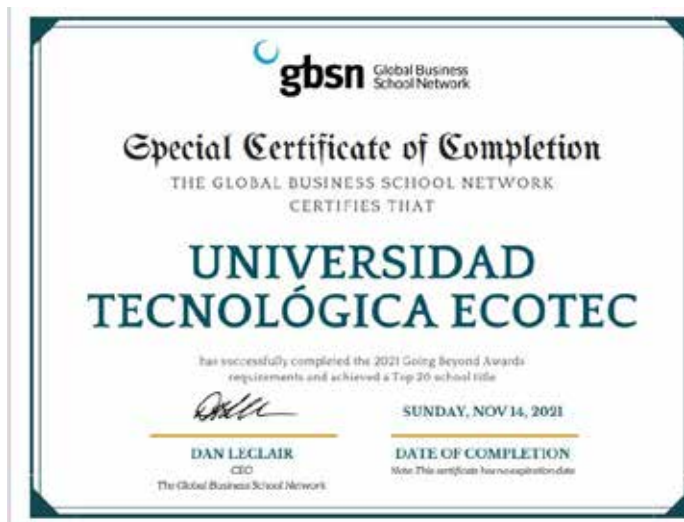 gbsn Global Business
School Network
Special Certificate of Completion
THE GLOBAL BUSINESS SCHOOL NETWORK
CERTIFIES THAT
UNIVERSIDAD
TECNOLÓGICA ECOTEC
has successfully completed the 2021 Going Beyond Awards
requirements and achieved a Top 20 school title
SUNDAY, NOV 14, 2021
DAN LECLAIR
CEO
The Global Business School Network
DATE OF COMPLETION
Note: This certificate has no expiration date